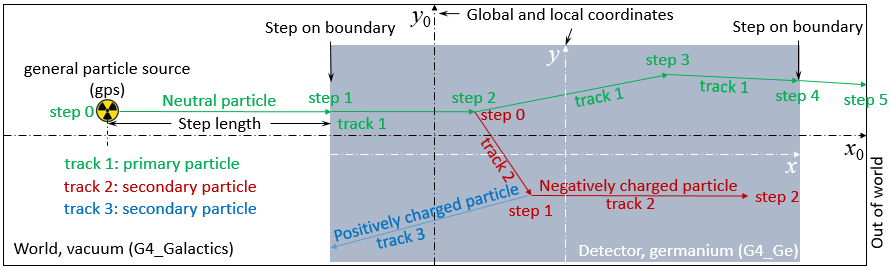 y₀
Global and local coordinates
Step on boundary
Step on boundary
general particle source
(gps)
y
step 3
step 0
Neutral particle
step 1
step 2
step 0
track 1
track 1
step 4
step 5
Step length
track 1
x₀
track 1: primary particle
track 2: secondary particle
track 3: secondary particle
track 2
x
Positively charged particle
track 3
Negatively charged particle
track 2
step 1
step 2
World, vacuum (G4_Galactics)
Detector, germanium (G4_Ge)
Out of world